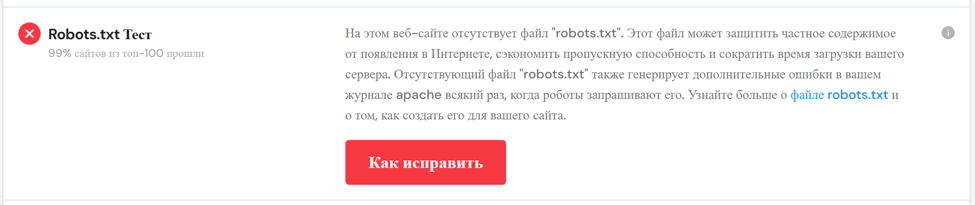 Robots.txt Тест
99% сайтов из топ-100 прошли
На этом веб-сайте отсутствует файл "robots.txt". Этот файл может защитить частное содержимое
от появления в Интернете, сэкономить пропускную способность и сократить время загрузки вашего
сервера. Отсутствующий файл "robots.txt" также генерирует дополнительные ошибки в вашем
журнале apache всякий раз, когда роботы запрашивают его. Узнайте больше о файле robots.txt и
о том, как создать его для вашего сайта.
Как исправить